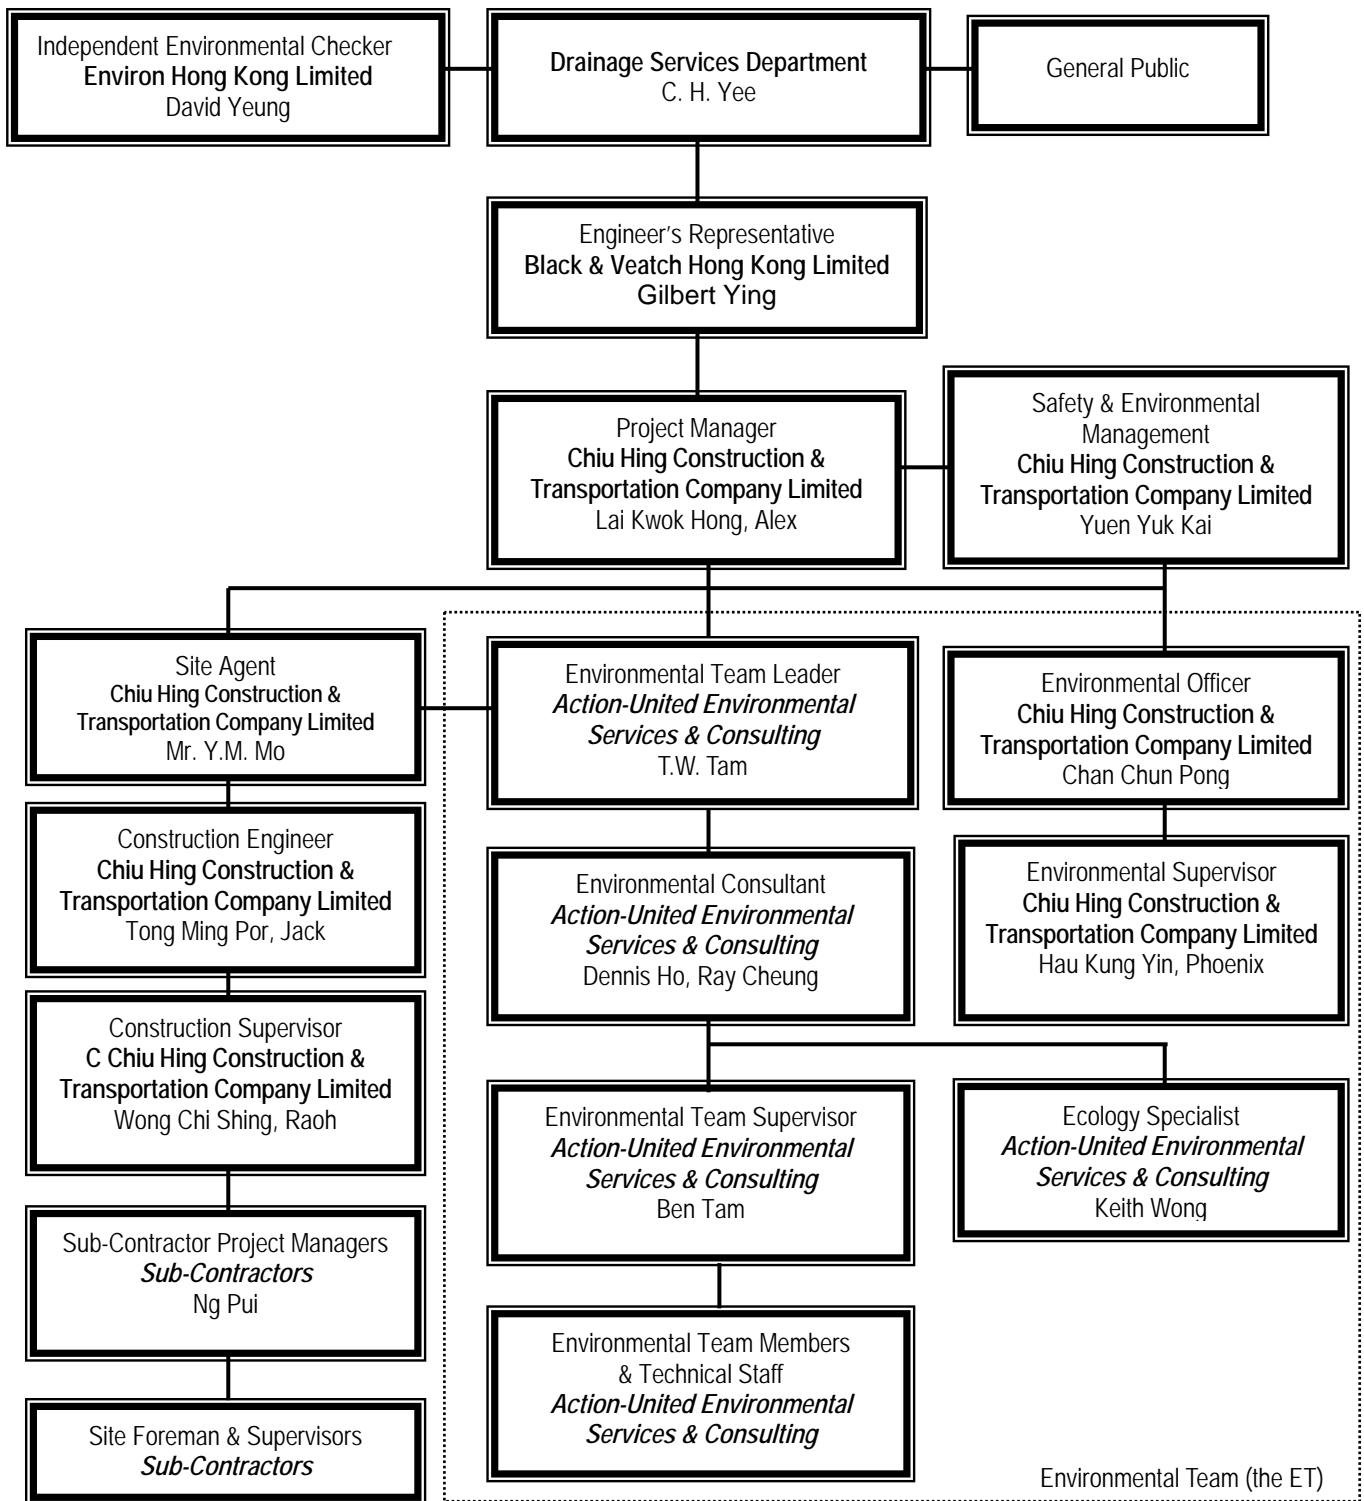 Independent Environmental Checker
Environ Hong Kong Limited
David Yeung
Drainage Services Department
C. H. Yee
General Public
Engineer's Representative
Black & Veatch Hong Kong Limited
Gilbert Ying
Project Manager
Chiu Hing Construction &
Transportation Company Limited
Lai Kwok Hong, Alex
Safety & Environmental
Management
Chiu Hing Construction &
Transportation Company Limited
Yuen Yuk Kai
Site Agent
Chiu Hing Construction &
Transportation Company Limited
Mr. Y.M. Mo
Environmental Team Leader
Action-United Environmental
Services & Consulting
T.W. Tam
Environmental Officer
Chiu Hing Construction &
Transportation Company Limited
Chan Chun Pong
Construction Engineer
Chiu Hing Construction &
Transportation Company Limited
Tong Ming Por, Jack
Environmental Consultant
Action-United Environmental
Services & Consulting
Dennis Ho, Ray Cheung
Environmental Supervisor
Chiu Hing Construction &
Transportation Company Limited
Hau Kung Yin, Phoenix
Construction Supervisor
C Chiu Hing Construction &
Transportation Company Limited
Wong Chi Shing, Raoh
Environmental Team Supervisor
Action-United Environmental
Services & Consulting
Ben Tam
Ecology Specialist
Action-United Environmental
Services & Consulting
Keith Wong
Sub-Contractor Project Managers
Sub-Contractors
Ng Pui
Environmental Team Members
& Technical Staff
Action-United Environmental
Services & Consulting
Site Foreman & Supervisors
Sub-Contractors
Environmental Team (the ET)